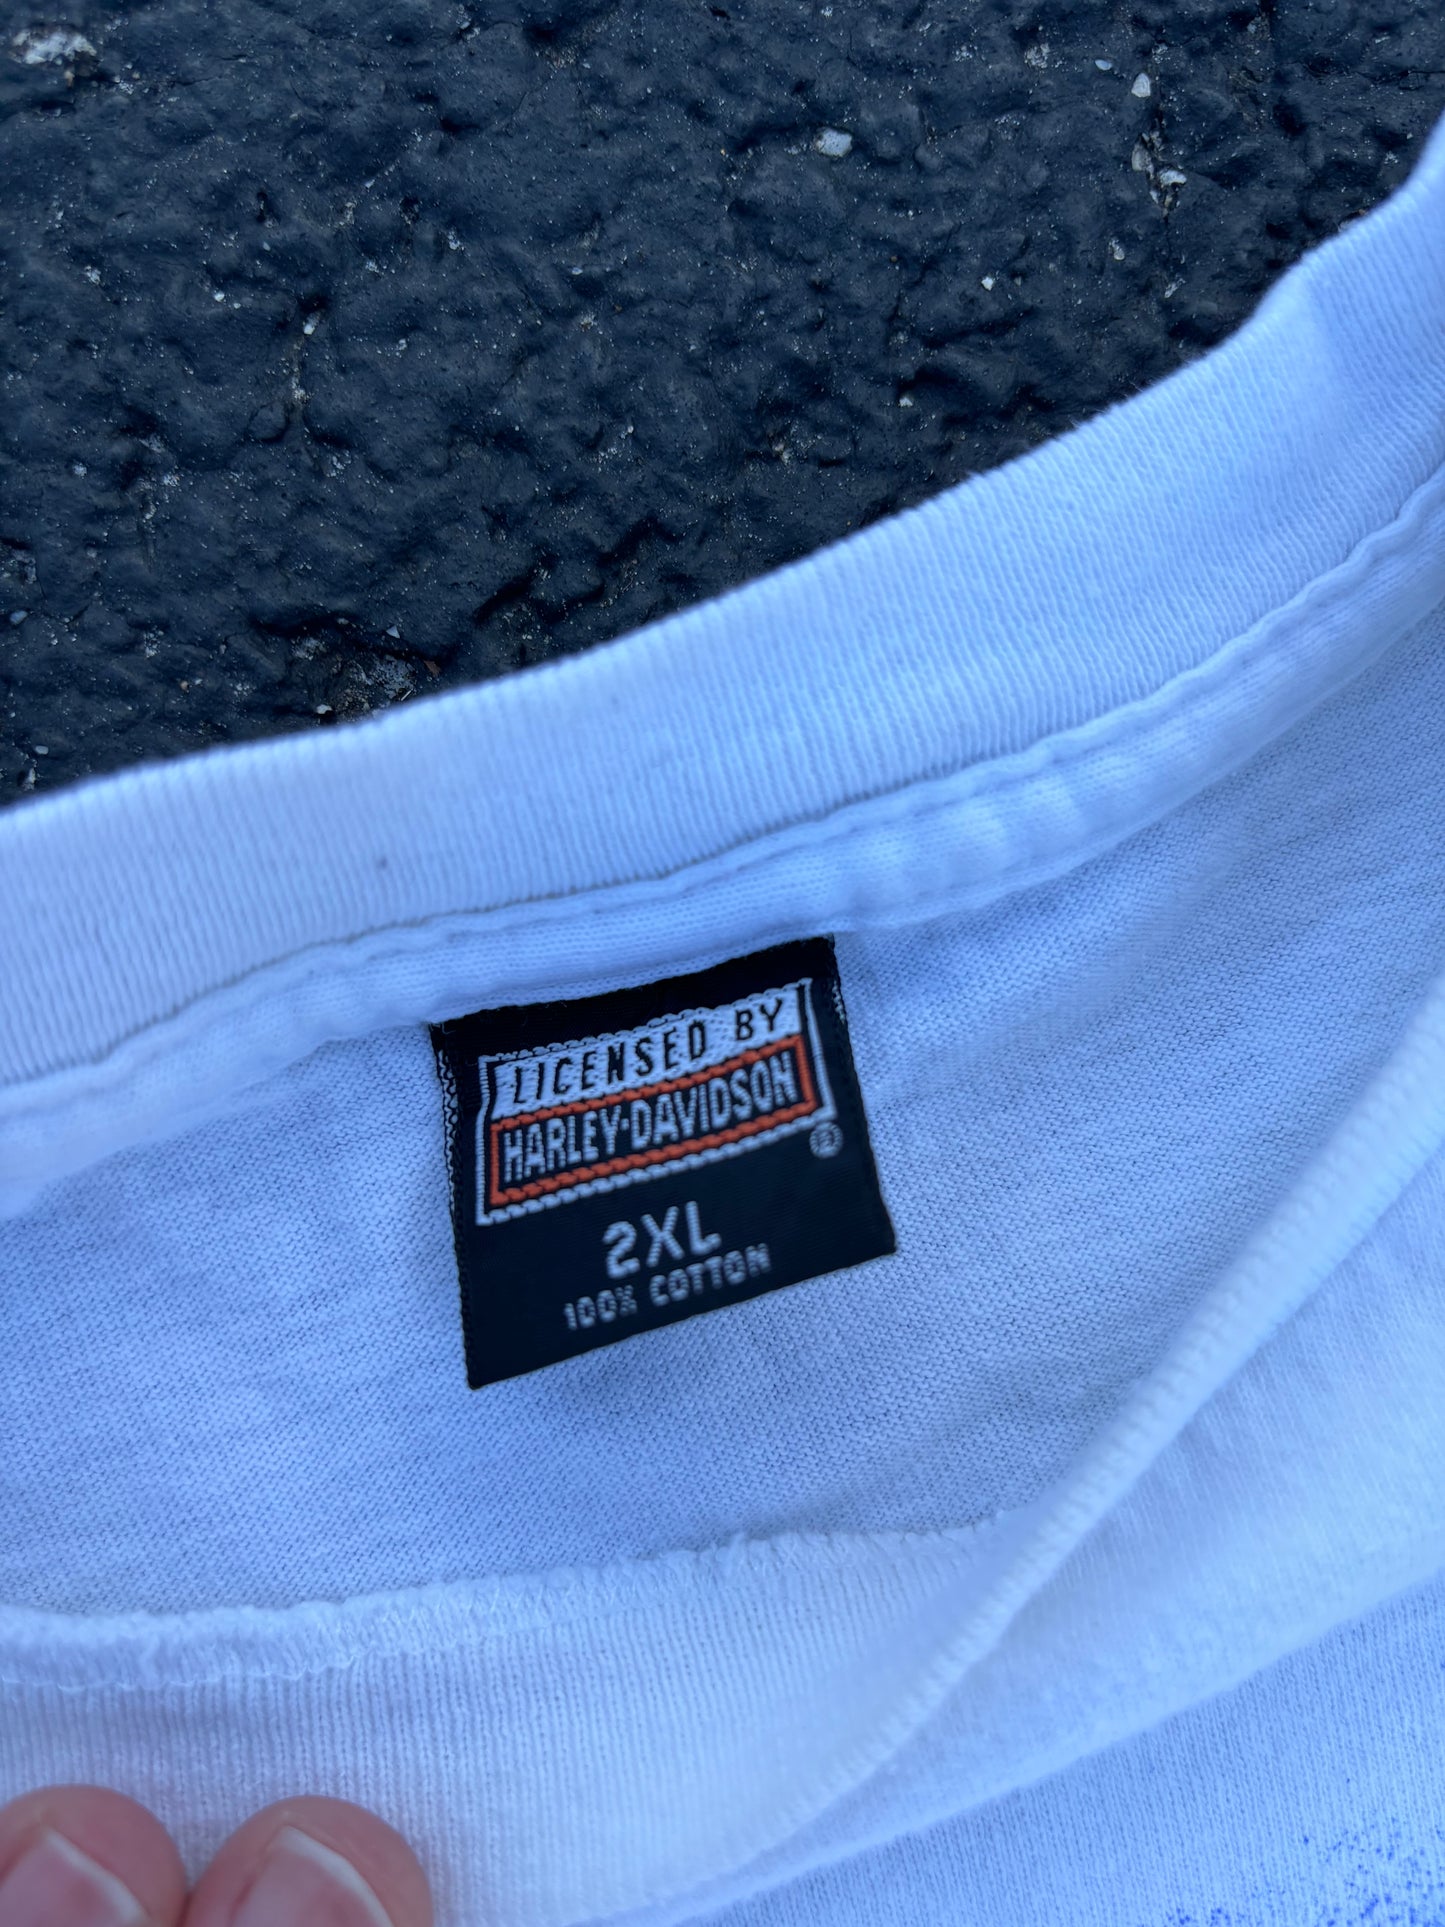 LICENSED BY
HARLEY-DAVIDSON
®
2XL
100% COTTON